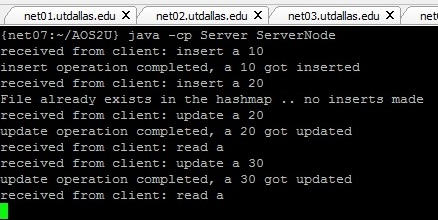 net01.utdallas.edu net02.utdallas.edu net03.utdallas.edu
{net07:~/AOS2U} java -cp Server ServerNode
received from client: insert a 10
insert operation completed, a 10 got inserted
received from client: insert a 20
File already exists in the hashmap .. no inserts made
received from client: update a 20
update operation completed, a 20 got updated
received from client: read a
received from client: update a 30
update operation completed, a 30 got updated
received from client: read a